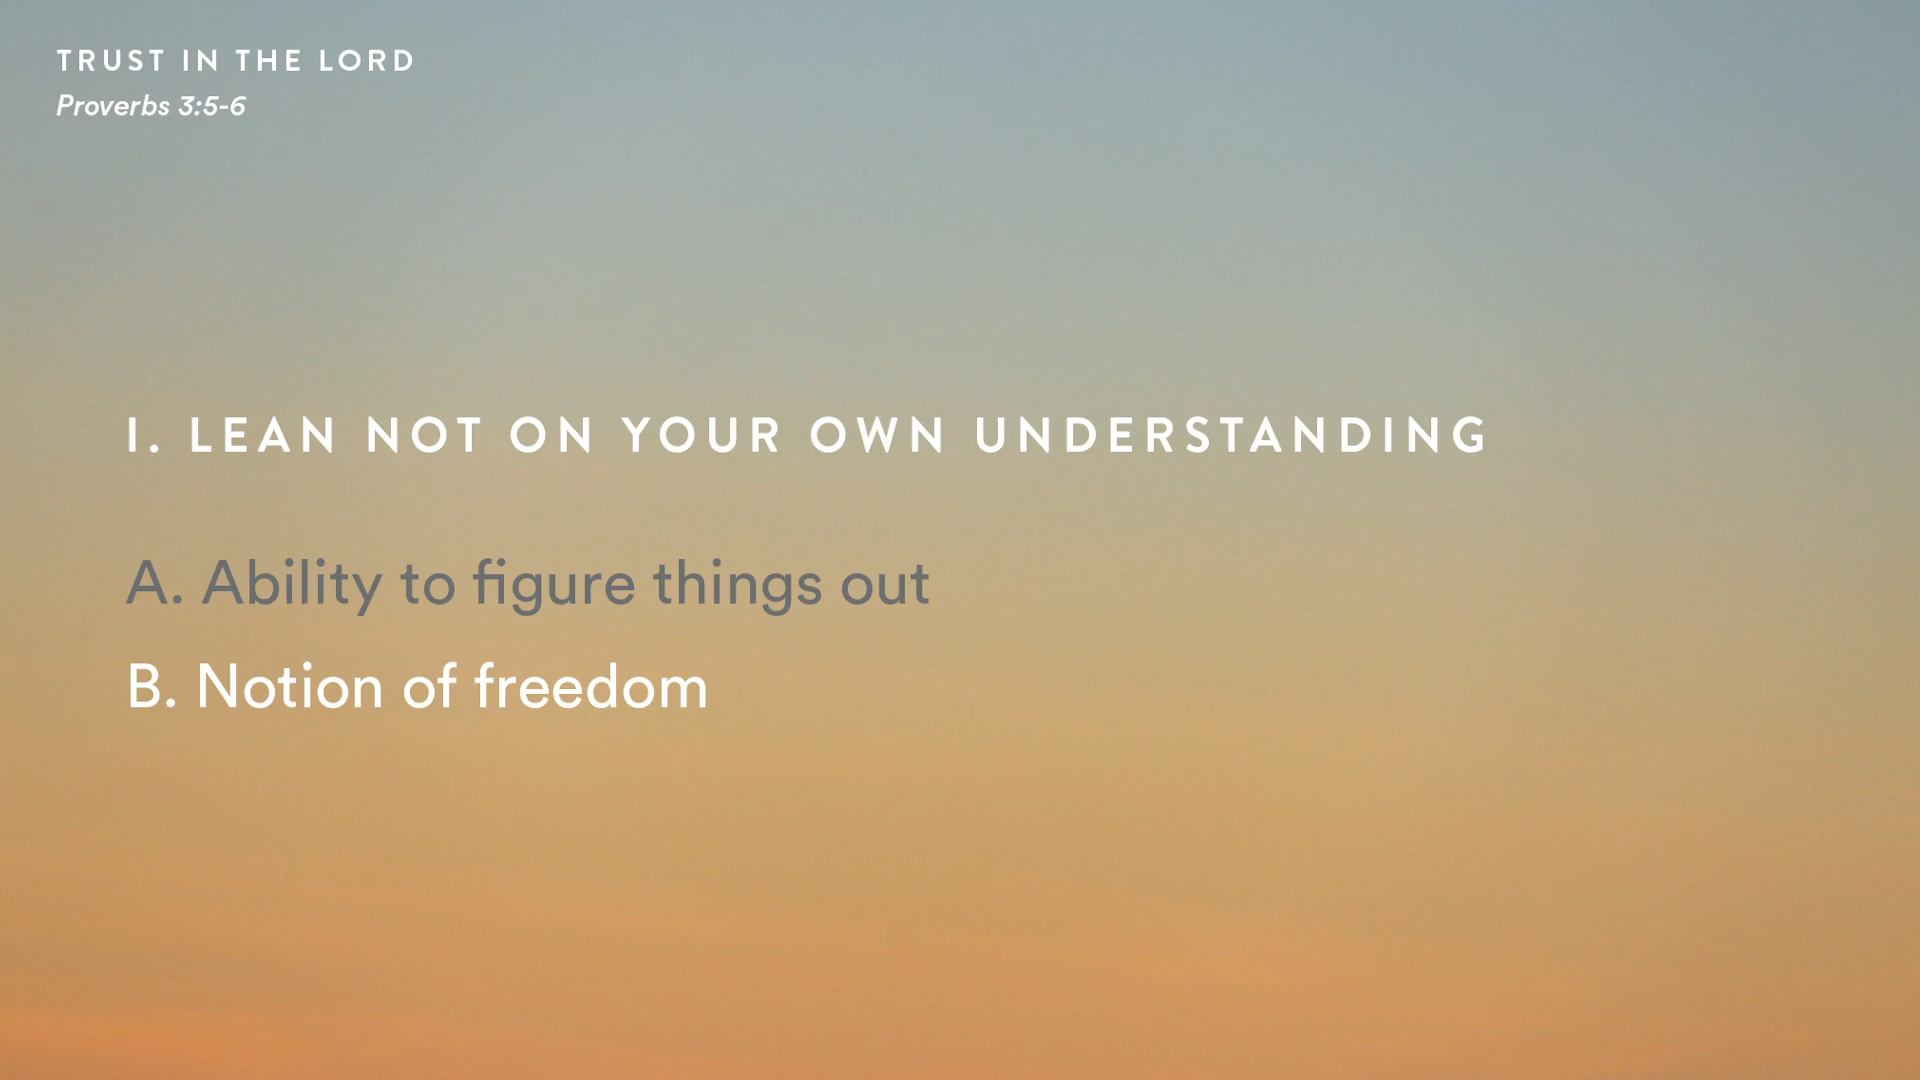 TRUST IN THE LORD
Proverbs 3:5-6
I. LEAN NOT ON YOUR OWN UNDERSTANDING
A. Ability to figure things out
B. Notion of freedom